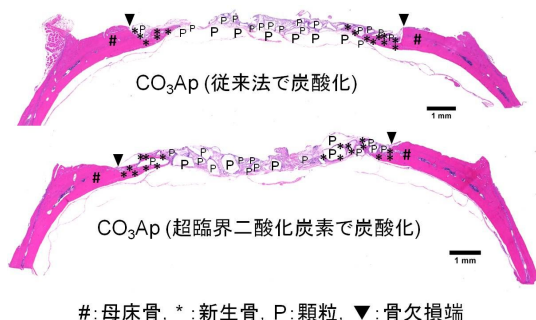 CO₃Ap (従来法で炭酸化)
1 mm
CO₃Ap (超臨界二酸化炭素で炭酸化)
1 mm
#:母床骨, *:新生骨, P:顆粒, ▼:骨欠損端